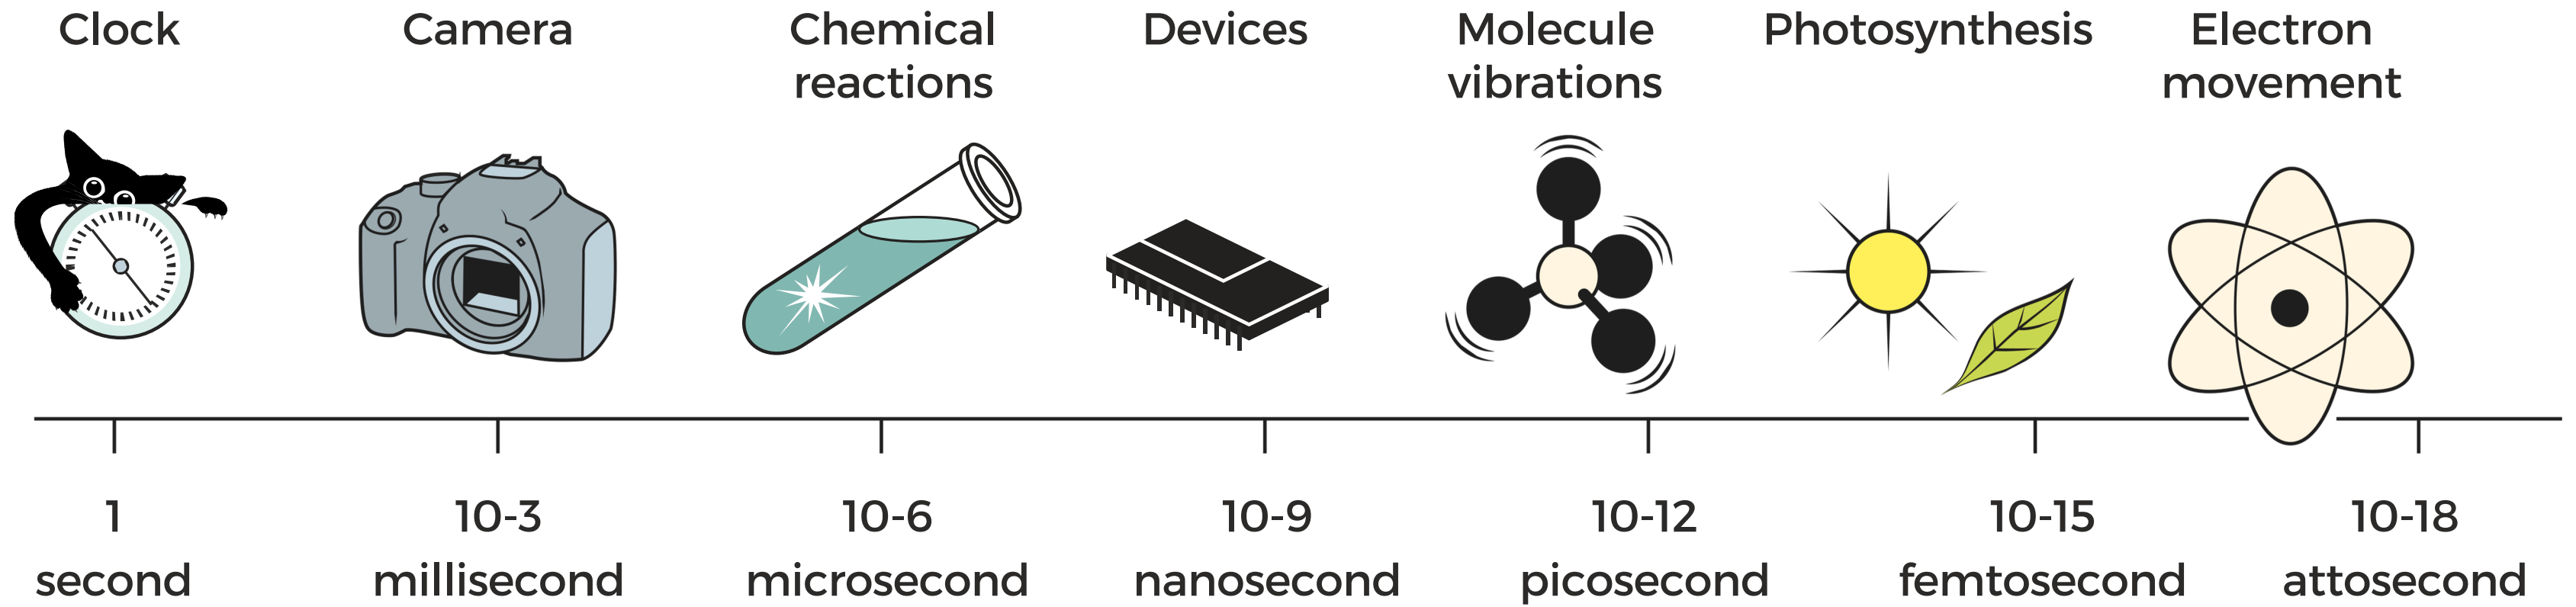 Clock
Camera
Chemical
reactions
Devices
Molecule
vibrations
Photosynthesis
Electron
movement
1
second
10-3
millisecond
10-6
microsecond
10-9
nanosecond
10-12
picosecond
10-15
femtosecond
10-18
attosecond